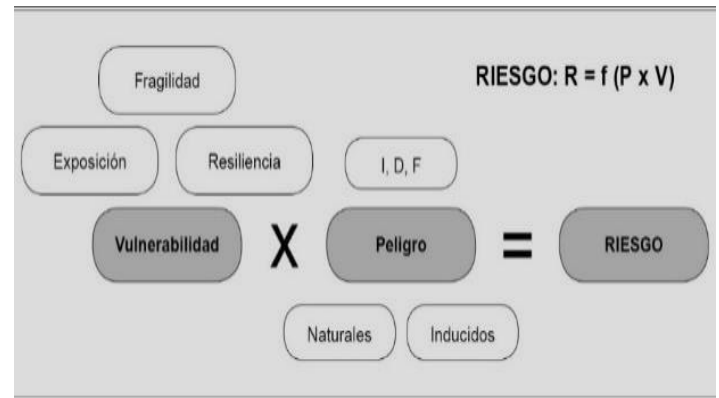 Fragilidad
RIESGO: R = f (P x V)
Exposición
Resiliencia
I, D, F
Vulnerabilidad X Peligro = RIESGO
Naturales
Inducidos